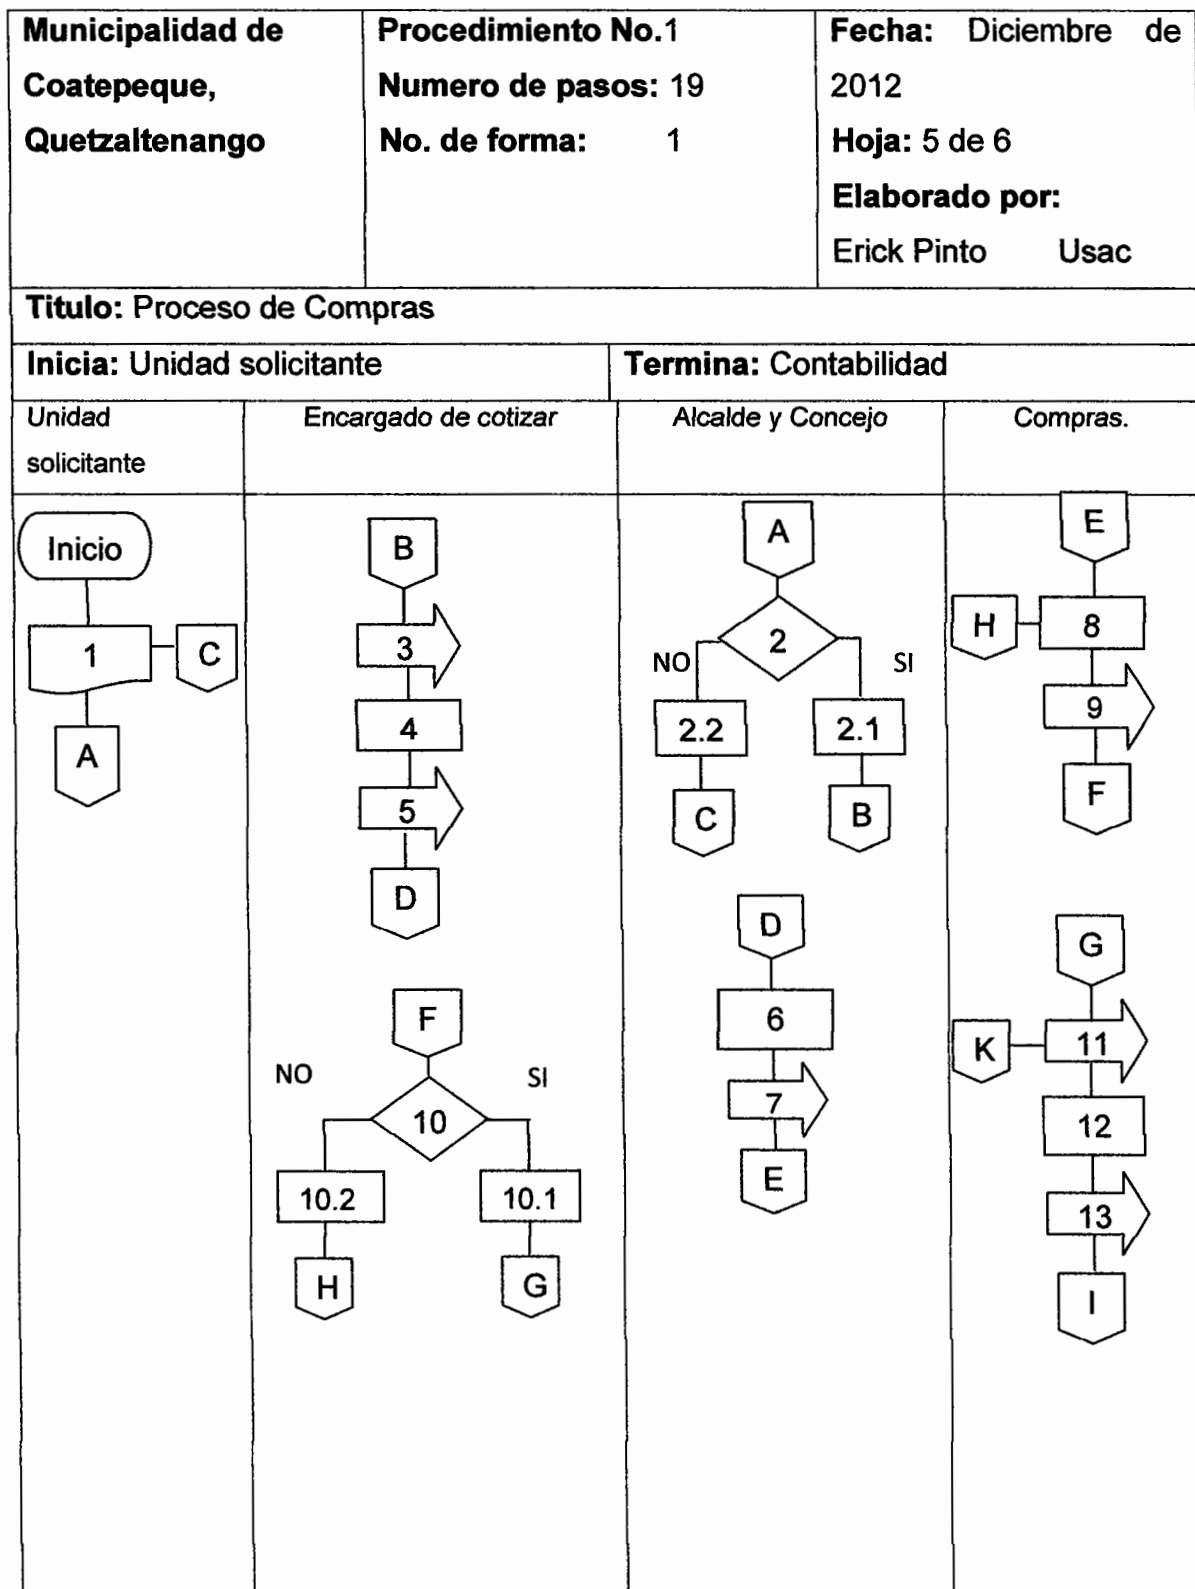 Municipalidad de
Coatepeque,
Quetzaltenango
Procedimiento No.1
Numero de pasos: 19
No. de forma: 1
Fecha: Diciembre de
2012
Hoja: 5 de 6
Elaborado por:
Erick Pinto Usac
Titulo: Proceso de Compras
Inicia: Unidad solicitante
Termina: Contabilidad
Unidad
solicitante
Encargado de cotizar
Alcalde y Concejo
Compras.
Inicio
1
C
A
B
3
4
5
D
F
NO
SI
10
10.2
10.1
H
G
A
2
NO
SI
2.2
2.1
C
B
D
6
7
E
E
H
8
9
F
G
K
11
12
13
I